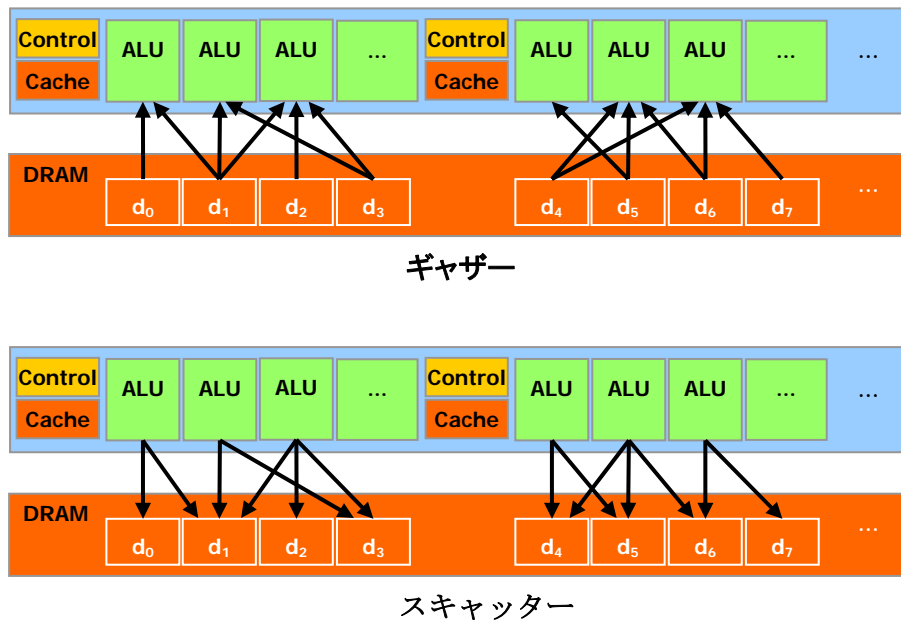 Control ALU ALU ALU ... Control ALU ALU ALU ... ...
Cache Cache
DRAM ...
d0 d1 d2 d3 d4 d5 d6 d7
ギャザー
Control ALU ALU ALU ... Control ALU ALU ALU ... ...
Cache Cache
DRAM ...
d0 d1 d2 d3 d4 d5 d6 d7
スキャッター